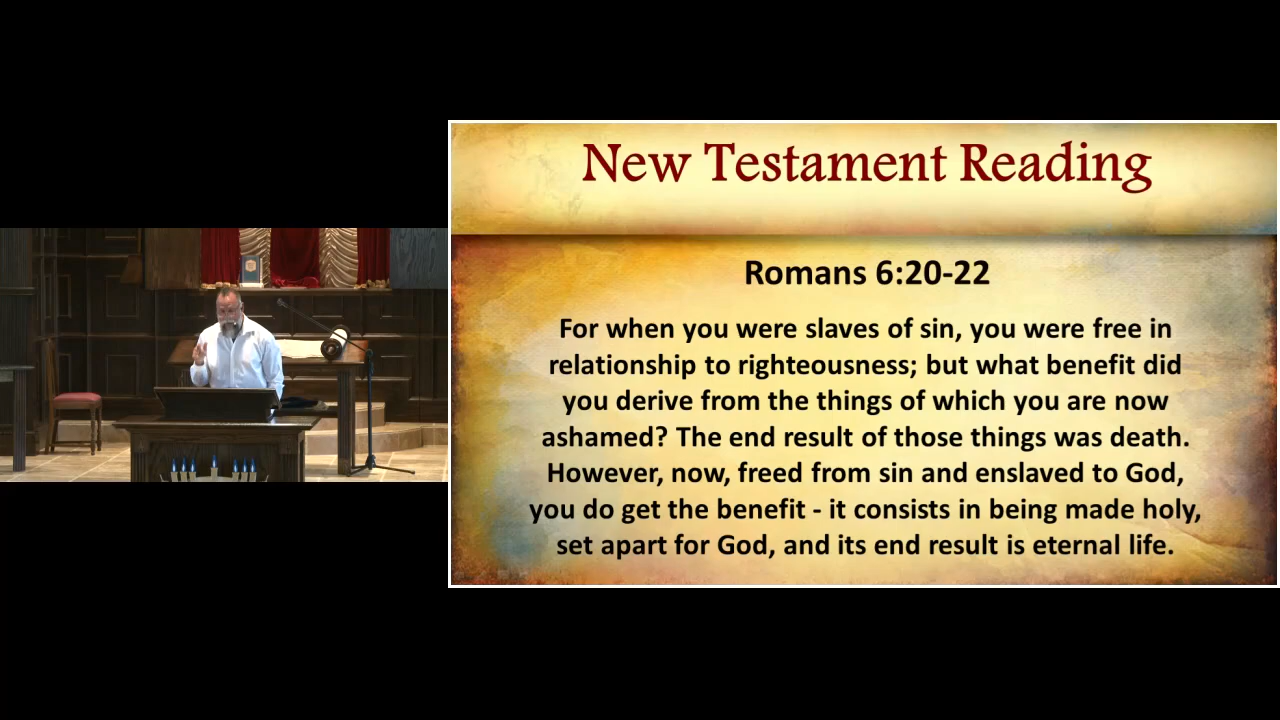 New Testament Reading
Romans 6:20-22
For when you were slaves of sin, you were free in
relationship to righteousness; but what benefit did
you derive from the things of which you are now
ashamed? The end result of those things was death.
However, now, freed from sin and enslaved to God,
you do get the benefit - it consists in being made holy,
set apart for God, and its end result is eternal life.